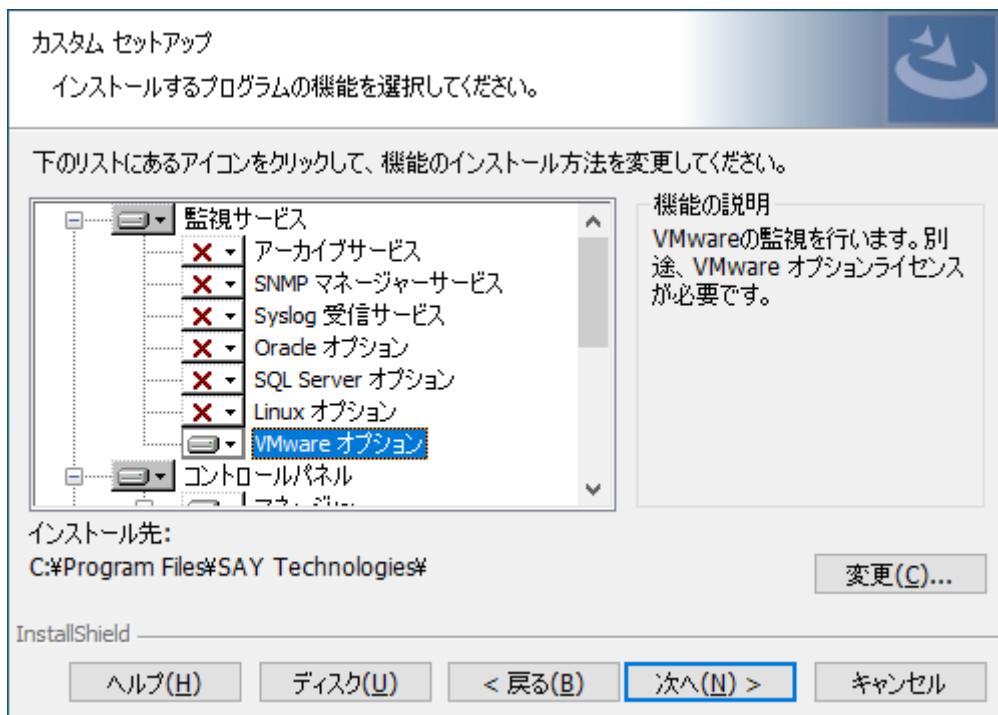 カスタム セットアップ
インストールするプログラムの機能を選択してください。
下のリストにあるアイコンをクリックして、機能のインストール方法を変更してください。
監視サービス
アーカイブサービス
SNMP マネージャーサービス
Syslog 受信サービス
Oracle オプション
SQL Server オプション
Linux オプション
VMware オプション
コントロールパネル
機能の説明
VMwareの監視を行います。別
途、VMware オプションライセンス
が必要です。
インストール先:
C:¥Program Files¥SAY Technologies¥
変更(C)...
InstallShield
ヘルプ(H)
ディスク(U)
< 戻る(B)
次へ(N) >
キャンセル